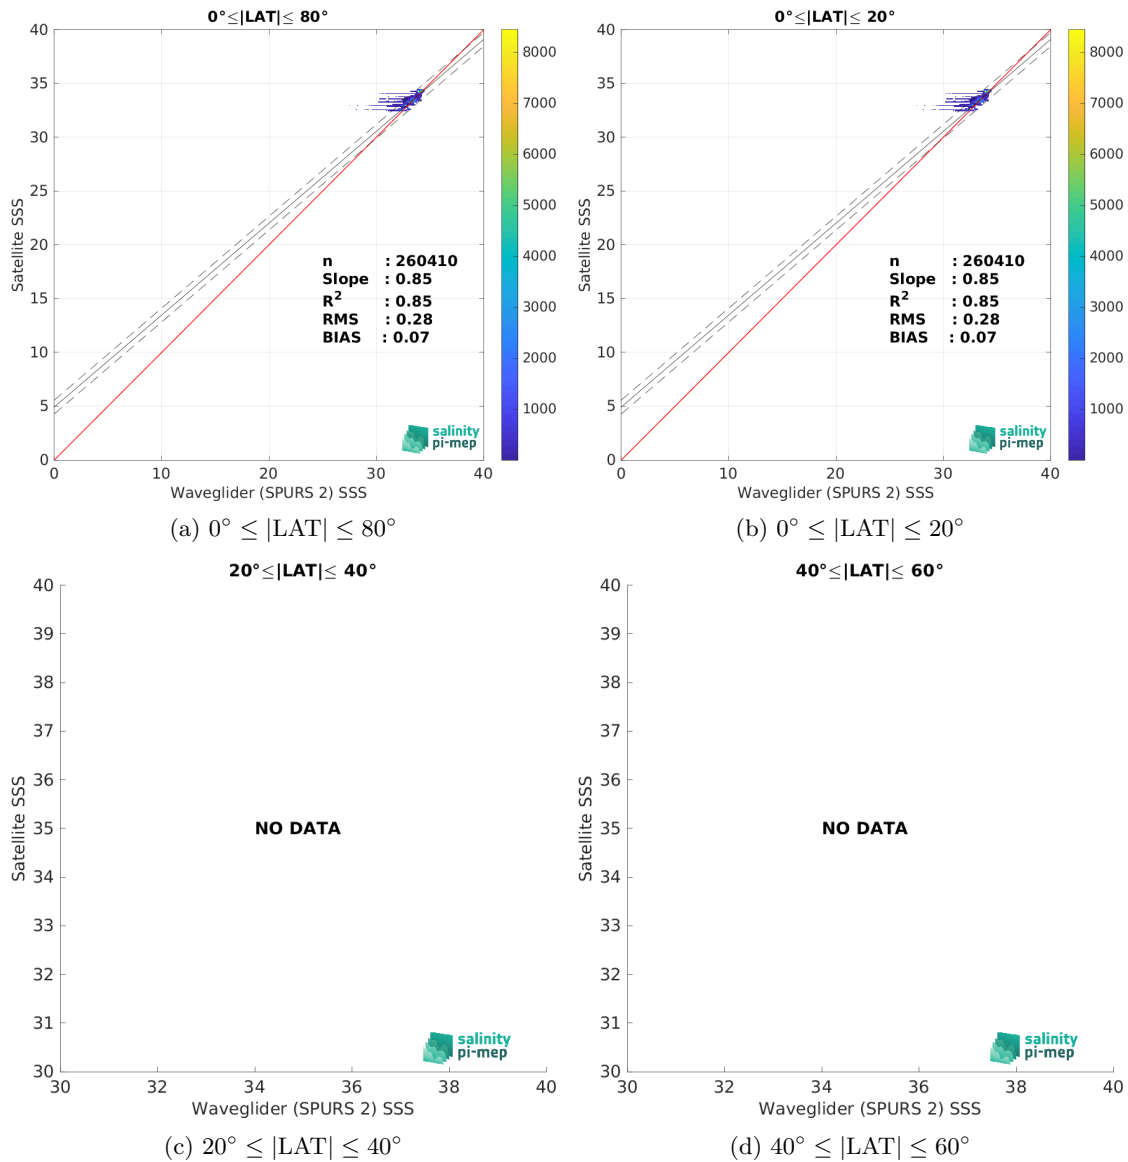 0°≤|LAT|≤ 80°
40
35
30
25
20
15
10
5
0
0
10
20
30
40
Satellite SSS
Waveglider (SPURS 2) SSS
n : 260410
Slope : 0.85
R² : 0.85
RMS : 0.28
BIAS : 0.07
salinity
pi-mep
8000
7000
6000
5000
4000
3000
2000
1000
(a) 0° ≤ |LAT| ≤ 80°
0°≤|LAT|≤ 20°
40
35
30
25
20
15
10
5
0
0
10
20
30
40
Satellite SSS
Waveglider (SPURS 2) SSS
n : 260410
Slope : 0.85
R² : 0.85
RMS : 0.28
BIAS : 0.07
salinity
pi-mep
8000
7000
6000
5000
4000
3000
2000
1000
(b) 0° ≤ |LAT| ≤ 20°
20°≤|LAT|≤ 40°
40
39
38
37
36
35
34
33
32
31
30
30
32
34
36
38
40
Satellite SSS
NO DATA
salinity
pi-mep
Waveglider (SPURS 2) SSS
(c) 20° ≤ |LAT| ≤ 40°
40°≤|LAT|≤ 60°
40
39
38
37
36
35
34
33
32
31
30
30
32
34
36
38
40
Satellite SSS
NO DATA
salinity
pi-mep
Waveglider (SPURS 2) SSS
(d) 40° ≤ |LAT| ≤ 60°